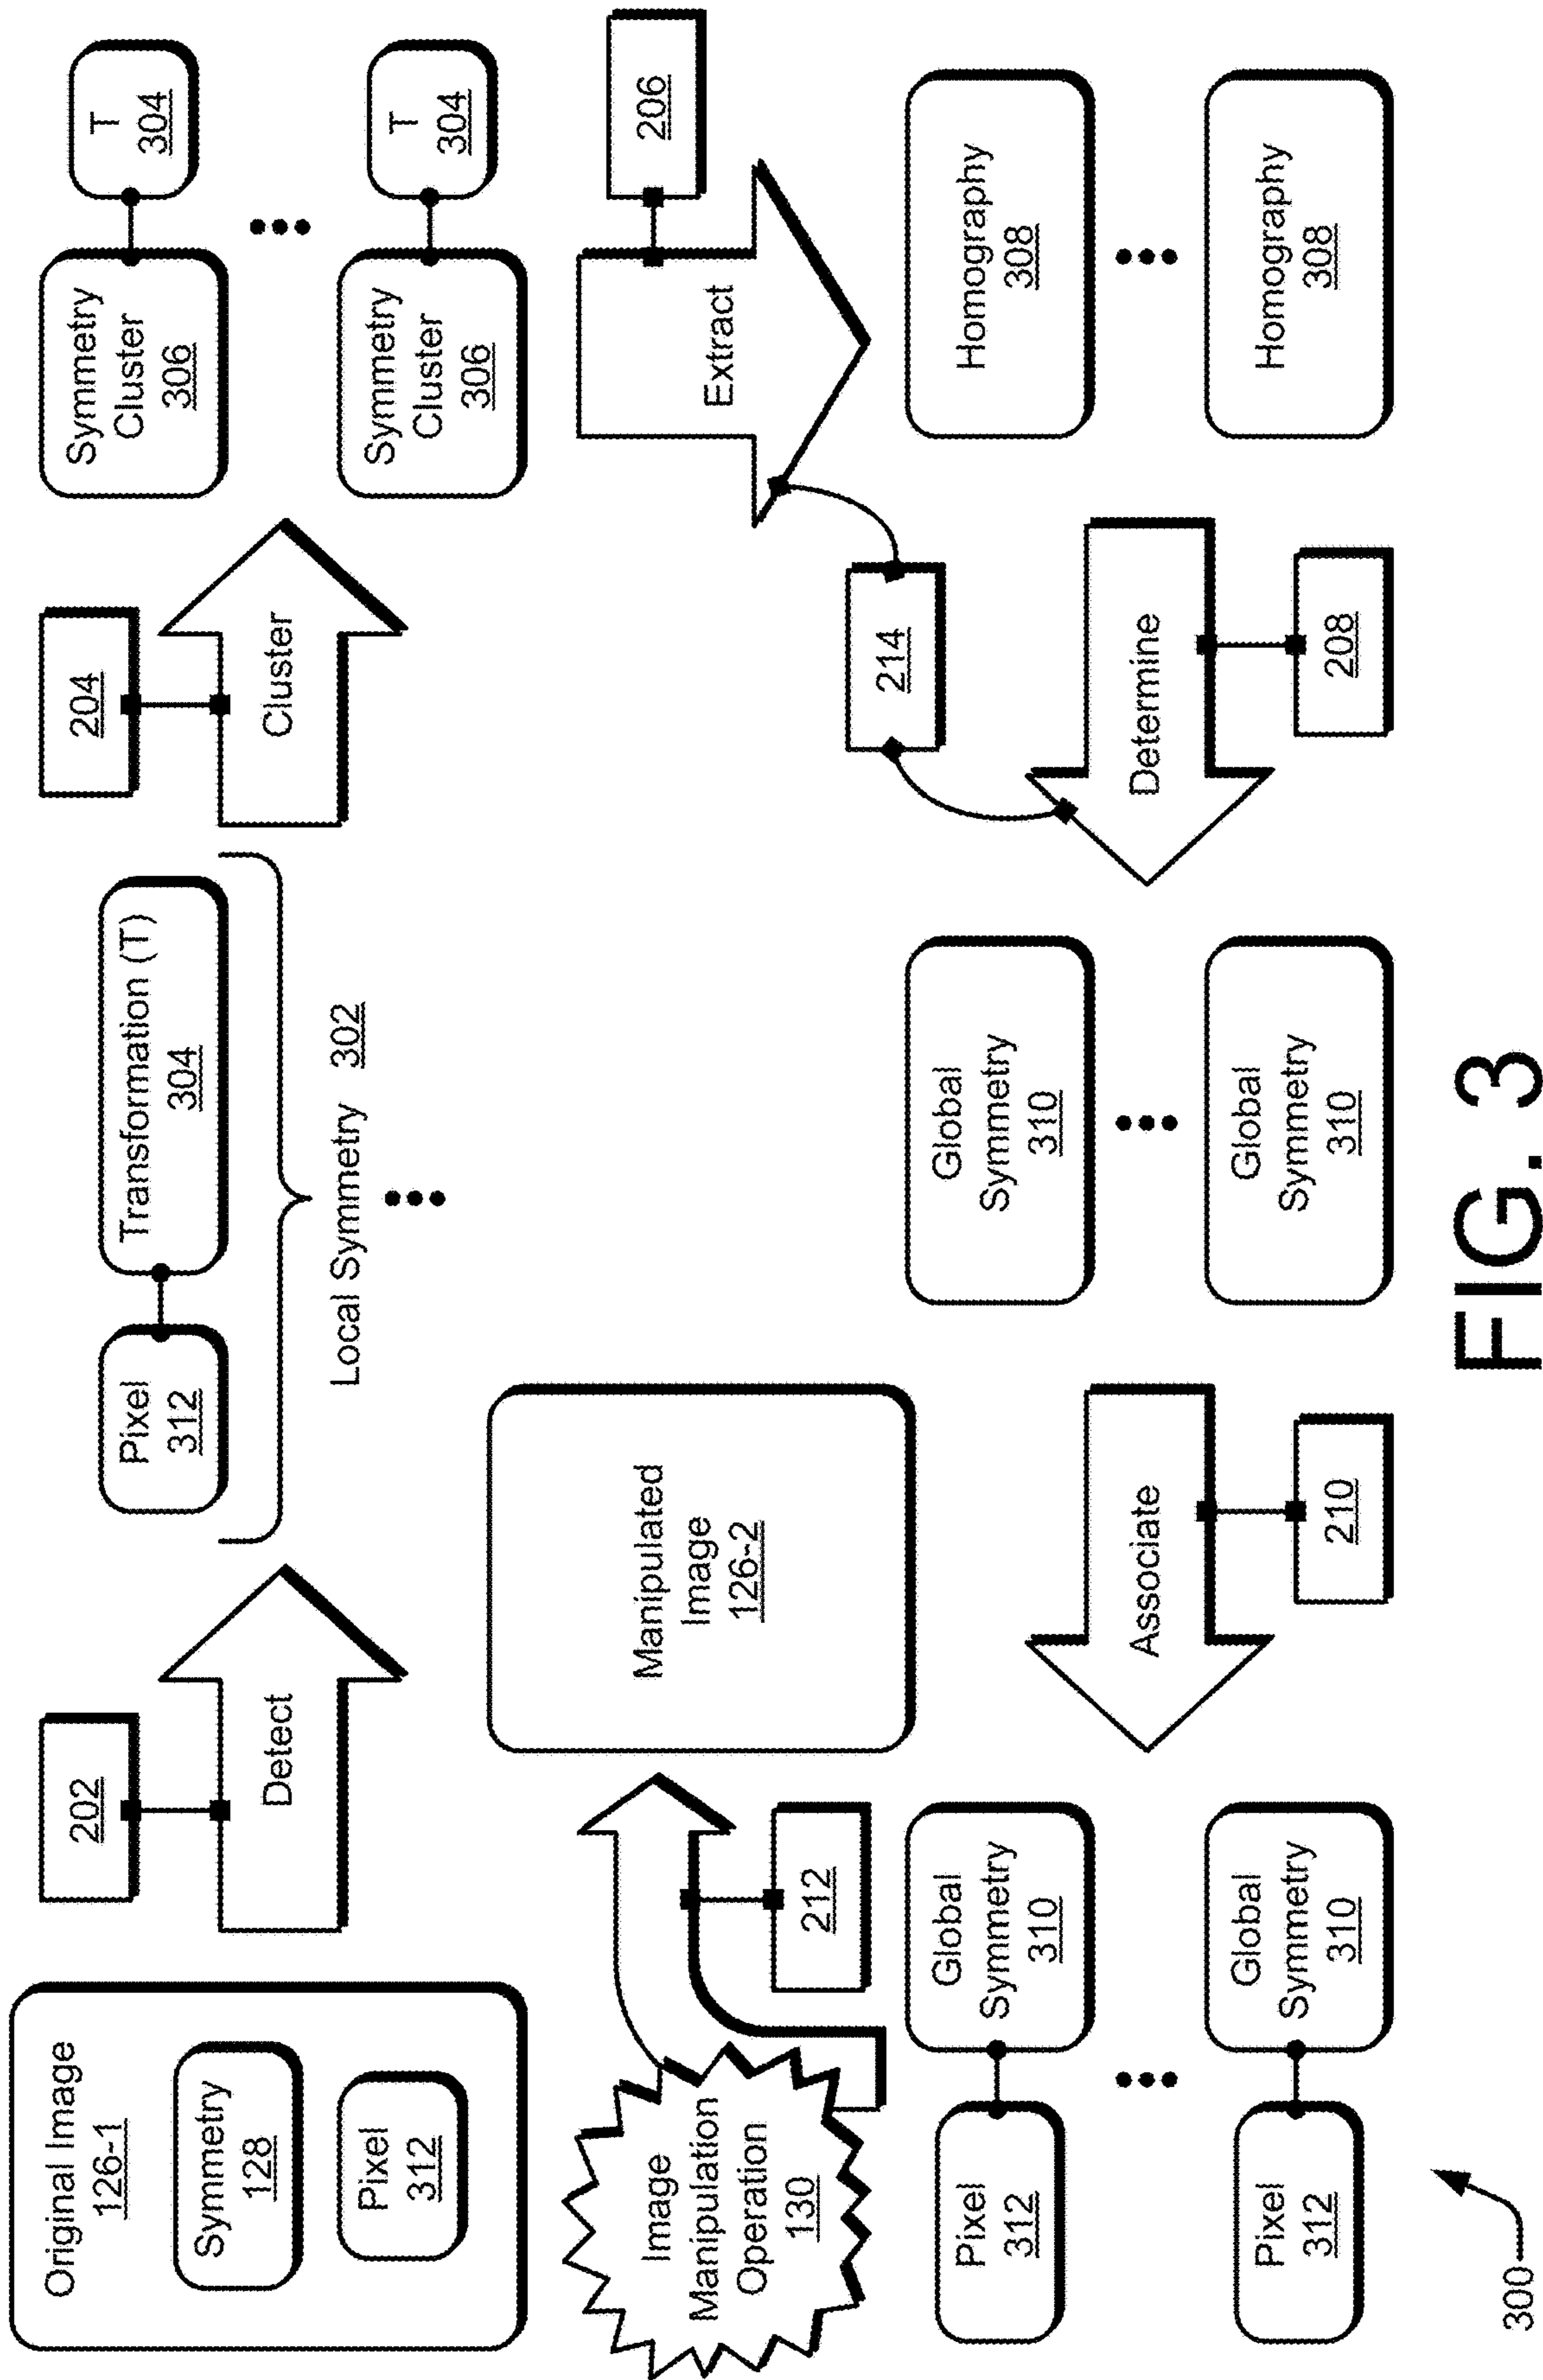 Original Image
126-1
Symmetry
128
Pixel
312
202
Detect
Pixel
312
Transformation (T)
304
Local Symmetry 302
204
Cluster
Symmetry
Cluster
306
T
304
Symmetry
Cluster
306
T
304
206
Extract
214
Homography
308
Homography
308
Determine
208
Global
Symmetry
310
Global
Symmetry
310
Associate
210
Pixel
312
Global
Symmetry
310
Pixel
312
Global
Symmetry
310
Image
Manipulation
Operation
130
212
Manipulated
Image
126-2
300
FIG. 3